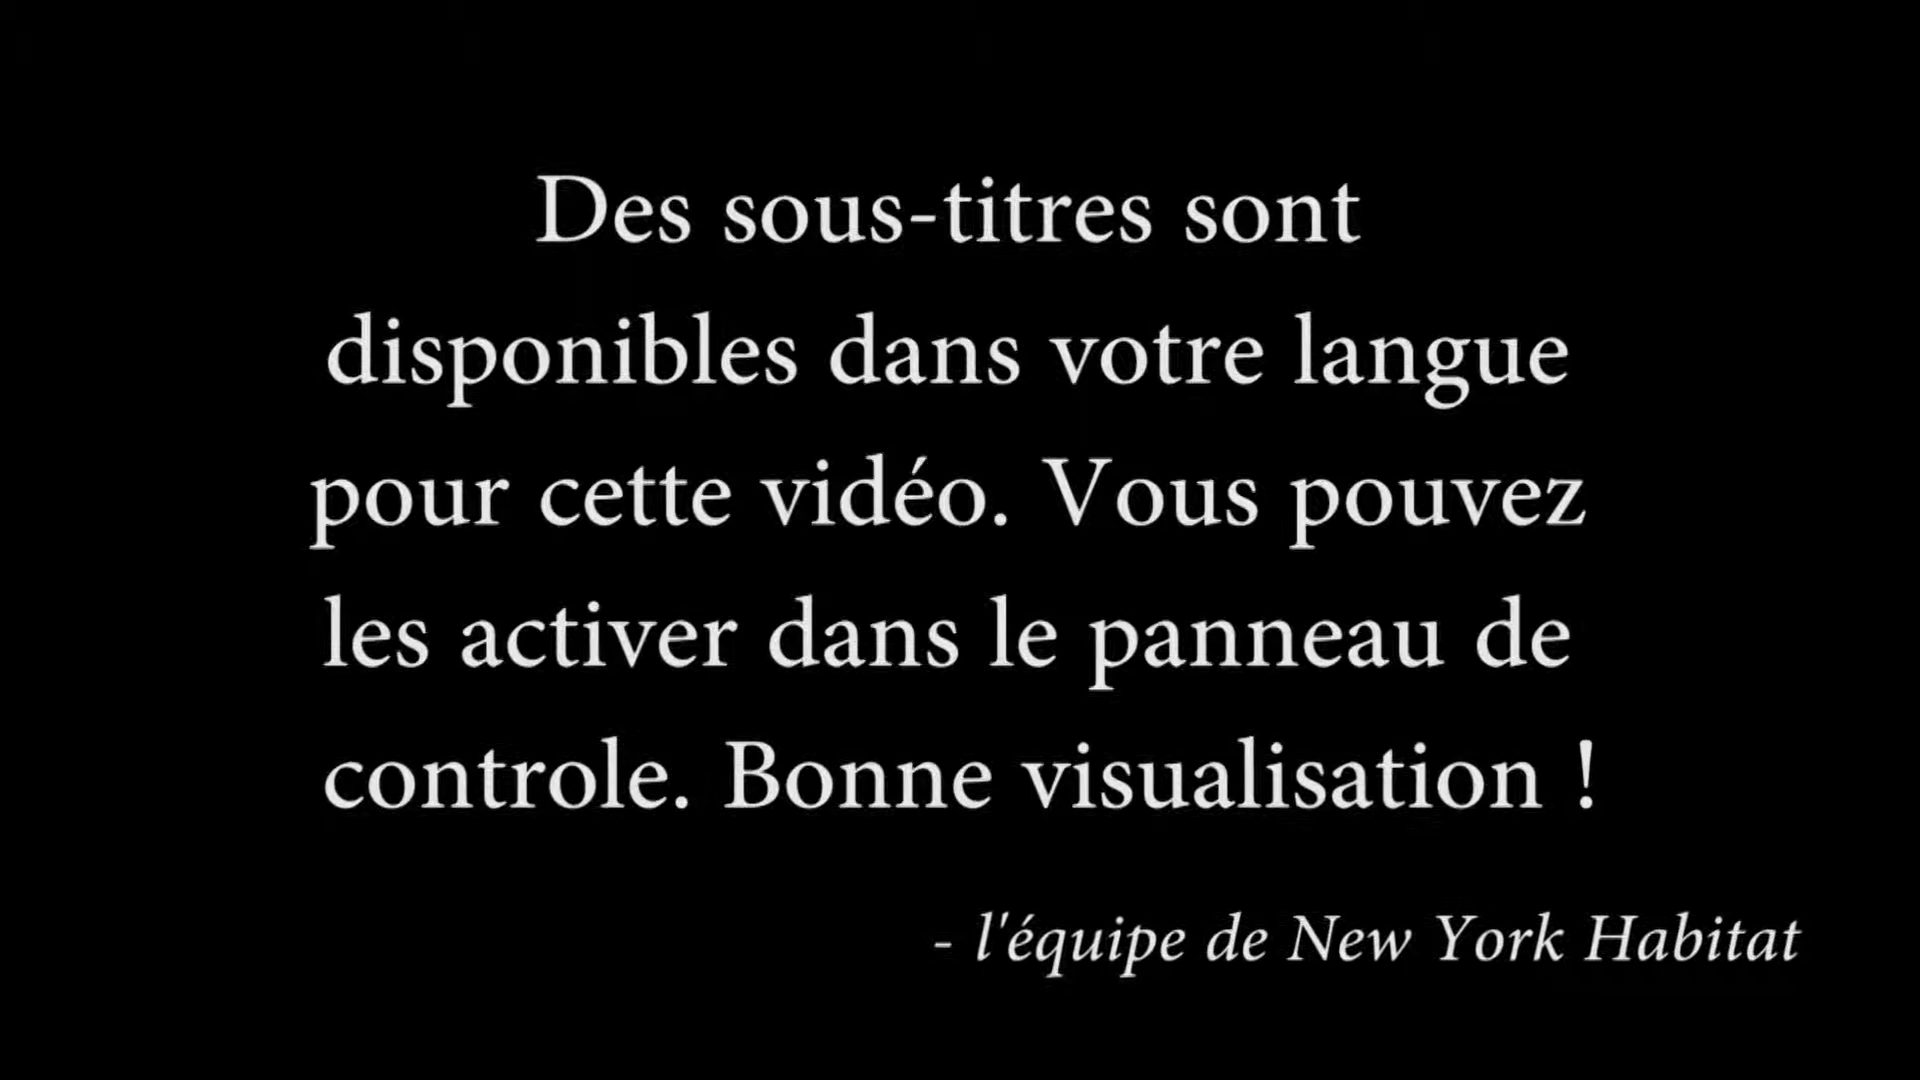 Des sous-titres sont
disponibles dans votre langue
pour cette vidéo. Vous pouvez
les activer dans le panneau de
controle. Bonne visualisation !
- l'équipe de New York Habitat